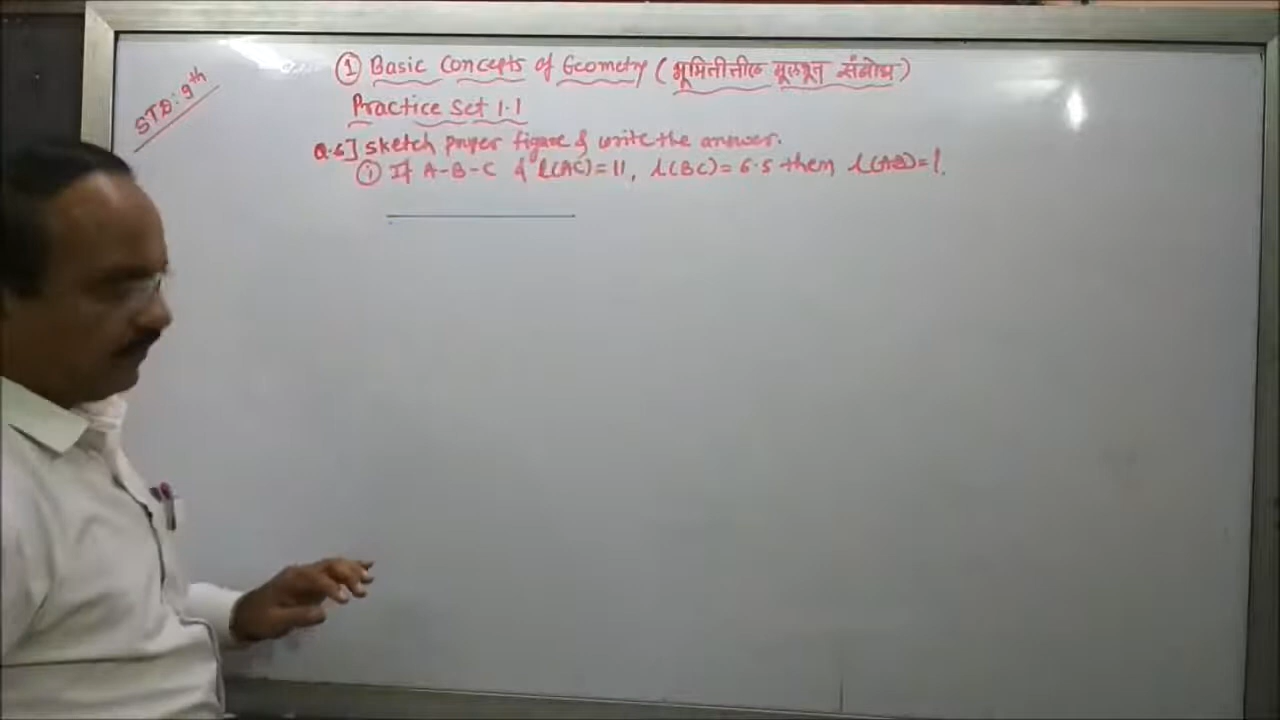 STD: 9th
① Basic Concepts of Geometry (भूमितीतील मूलभूत संबोध)
Practice Set 1.1
Q.6] Sketch proper figure & write the answer.
① If A-B-C & l(AC)=11, l(BC)=6.5 then l(AB)=?